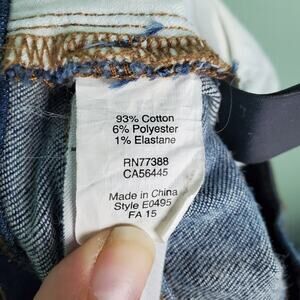 93% Cotton
6% Polyester
1% Elastane
RN77388
CA56445
Made in China
Style E0495
FA 15